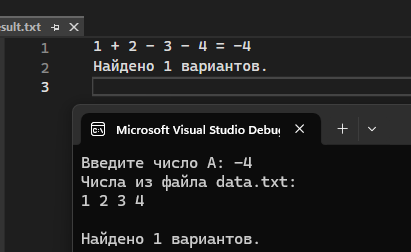 sult.txt
1 1 + 2 - 3 - 4 = -4
2 Найдено 1 вариантов.
3
Microsoft Visual Studio Debug
Введите число A: -4
Числа из файла data.txt:
1 2 3 4
Найдено 1 вариантов.